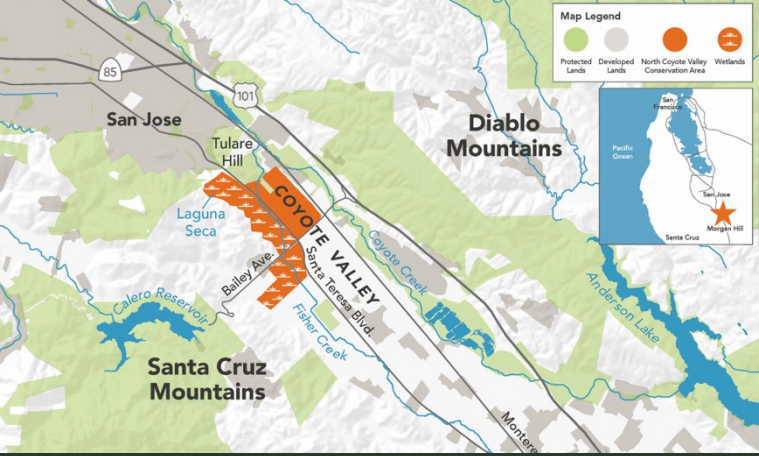 Map Legend
Protected
Lands
Developed
Lands
North Coyote Valley
Conservation Area
Wetlands
85
101
San Jose
Tulare
Hill
Diablo
Mountains
San
Francisco
Pacific
Ocean
San Jose
Morgan Hill
Santa Cruz
Laguna
Seca
COYOTE VALLEY
Coyote Creek
Bailey Ave.
Santa Teresa Blvd.
Anderson Lake
Calero Reservoir
Fisher Creek
Santa Cruz
Mountains
Montere